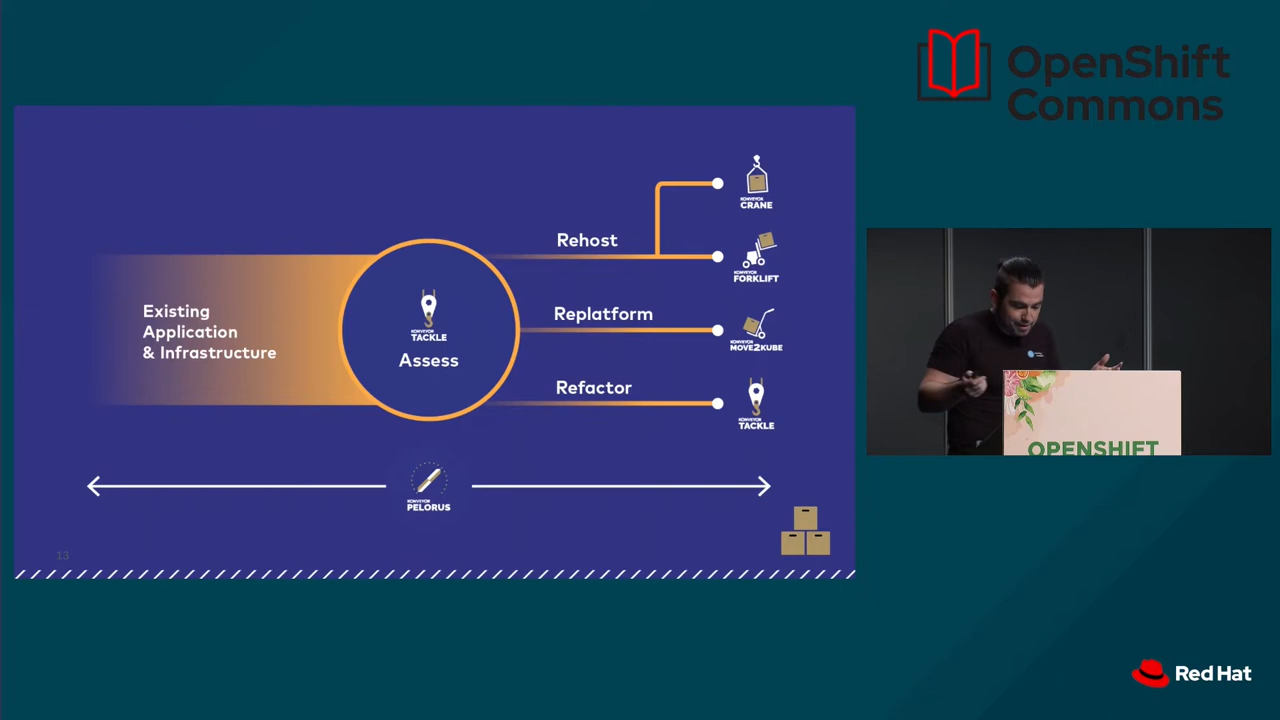 OpenShift
Commons
Existing
Application
& Infrastructure
KONVEYOR
TACKLE
Assess
Rehost
Replatform
Refactor
KONVEYOR
CRANE
KONVEYOR
FORKLIFT
KONVEYOR
MOVE2KUBE
KONVEYOR
TACKLE
KONVEYOR
PELORUS
13
OPENSHIFT
Red Hat